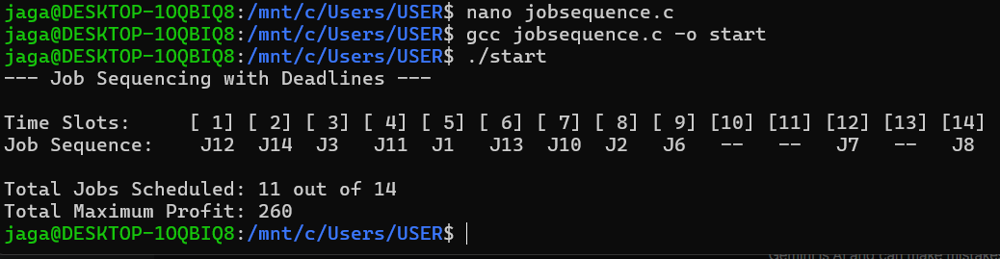 jaga@DESKTOP-1OQBIQ8:/mnt/c/Users/USER$ nano jobsequence.c
jaga@DESKTOP-1OQBIQ8:/mnt/c/Users/USER$ gcc jobsequence.c -o start
jaga@DESKTOP-1OQBIQ8:/mnt/c/Users/USER$ ./start
--- Job Sequencing with Deadlines ---
Time Slots: [ 1] [ 2] [ 3] [ 4] [ 5] [ 6] [ 7] [ 8] [ 9] [10] [11] [12] [13] [14]
Job Sequence: J12 J14 J3 J11 J1 J13 J10 J2 J6 -- -- J7 -- J8
Total Jobs Scheduled: 11 out of 14
Total Maximum Profit: 260
jaga@DESKTOP-1OQBIQ8:/mnt/c/Users/USER$